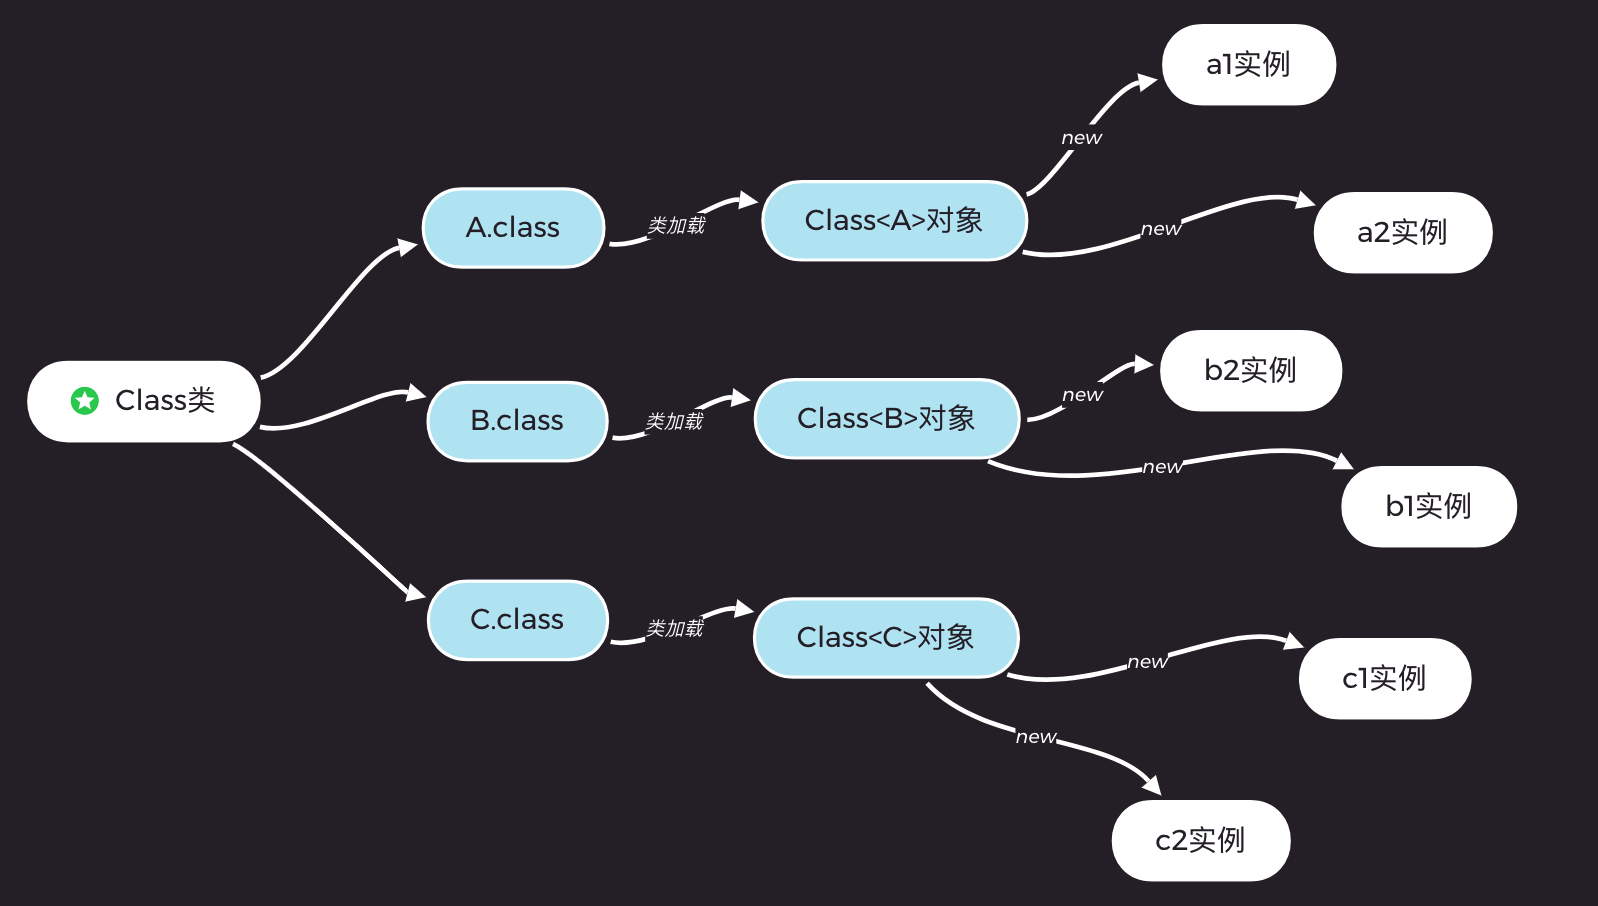 a1实例
new
A.class
类加载
Class<A>对象
new
a2实例
Class类
B.class
类加载
Class<B>对象
new
b2实例
new
b1实例
C.class
类加载
Class<C>对象
new
c1实例
new
c2实例